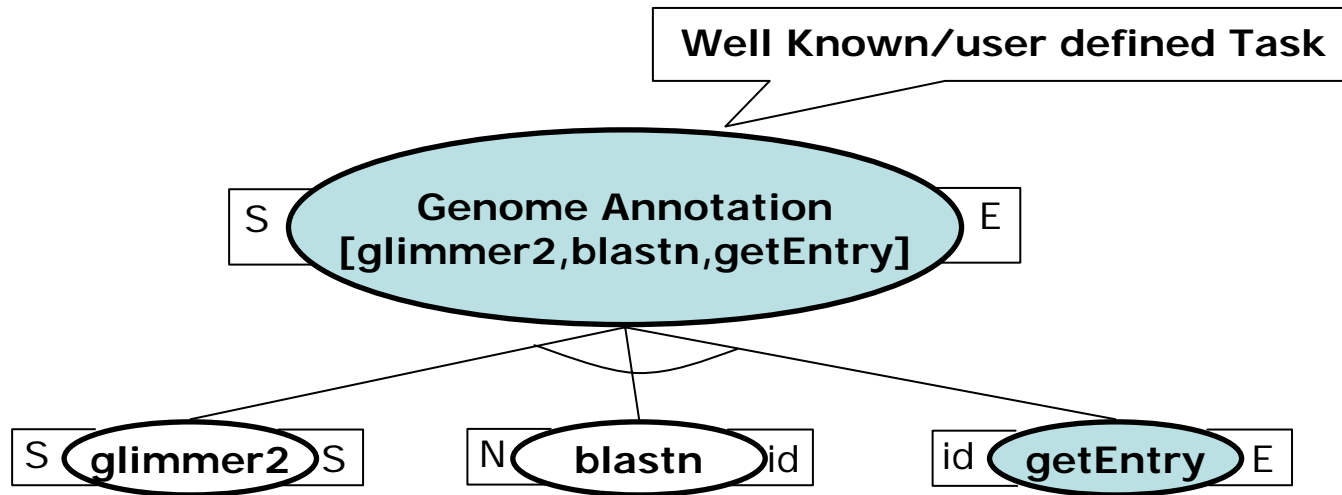 Well Known/user defined Task
S
Genome Annotation
E
[glimmer2,blastn,getEntry]
S glimmer2 S
N blastn id
id getEntry E